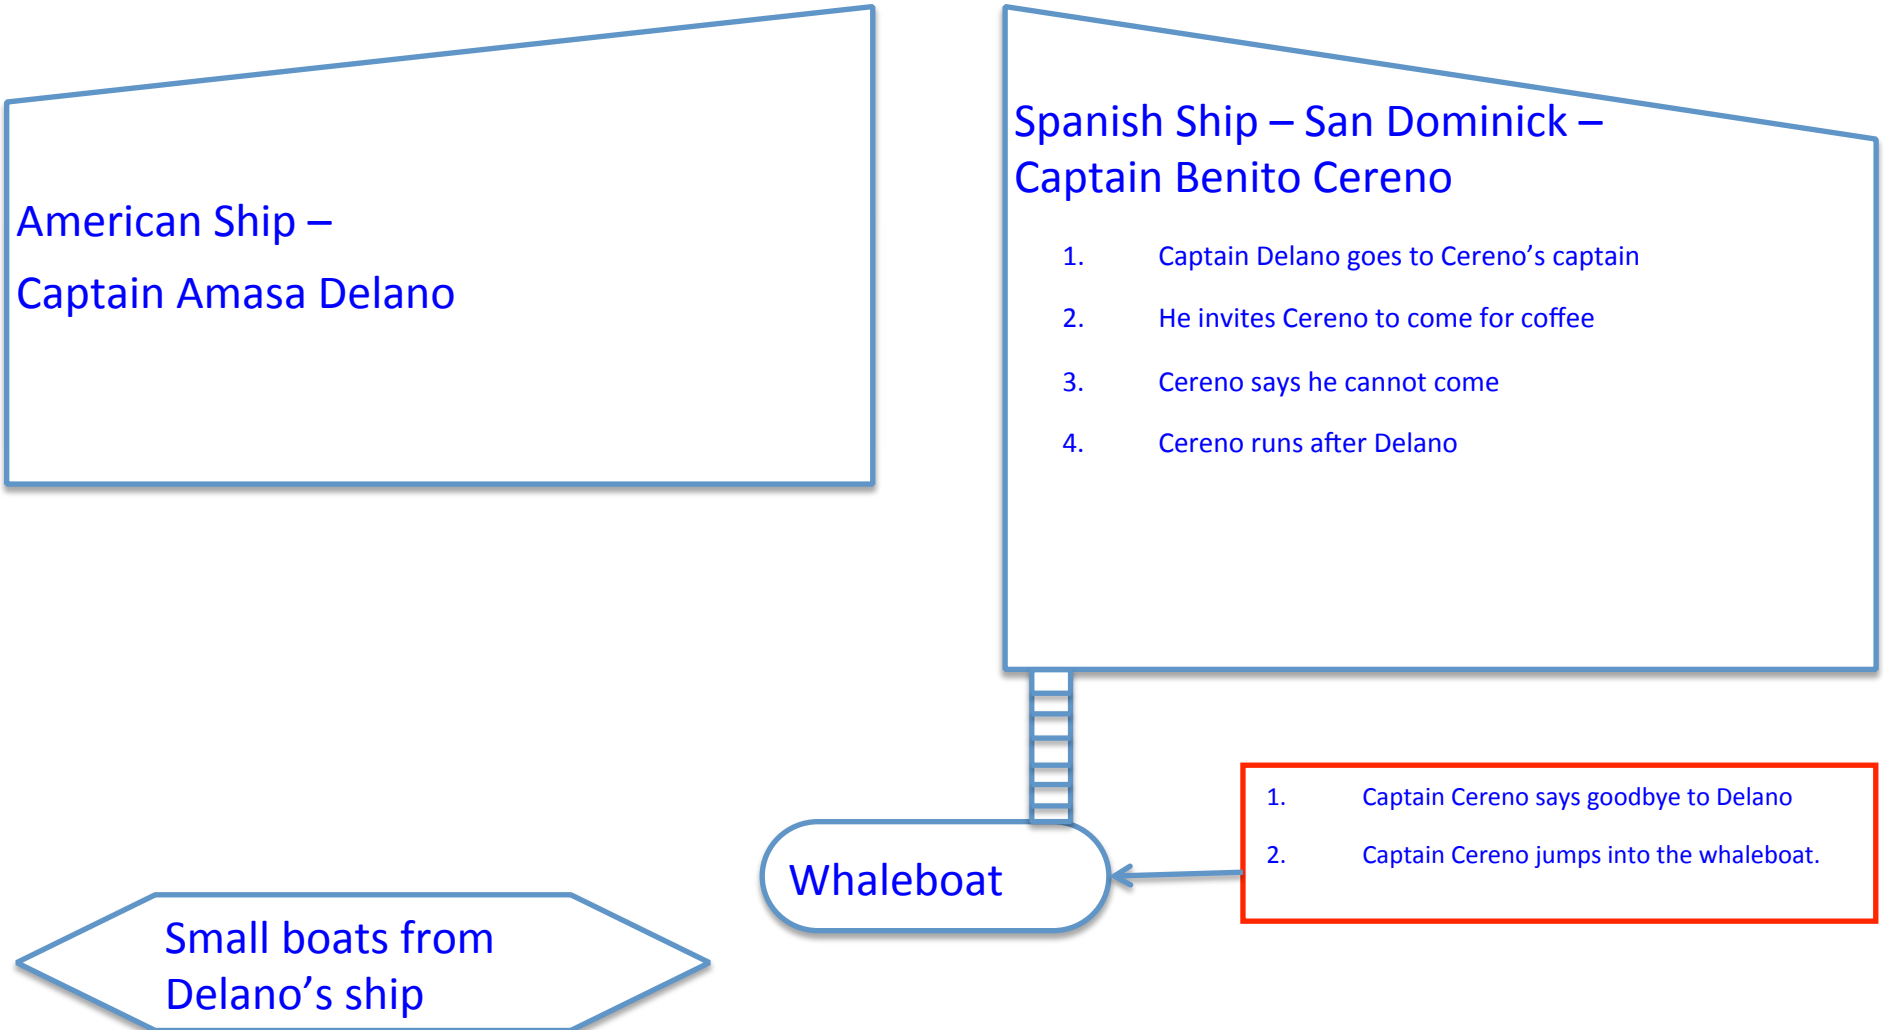 American Ship –
Captain Amasa Delano
Spanish Ship – San Dominick –
Captain Benito Cereno
1. Captain Delano goes to Cereno’s captain
2. He invites Cereno to come for coffee
3. Cereno says he cannot come
4. Cereno runs after Delano
1. Captain Cereno says goodbye to Delano
2. Captain Cereno jumps into the whaleboat.
Whaleboat
Small boats from
Delano’s ship